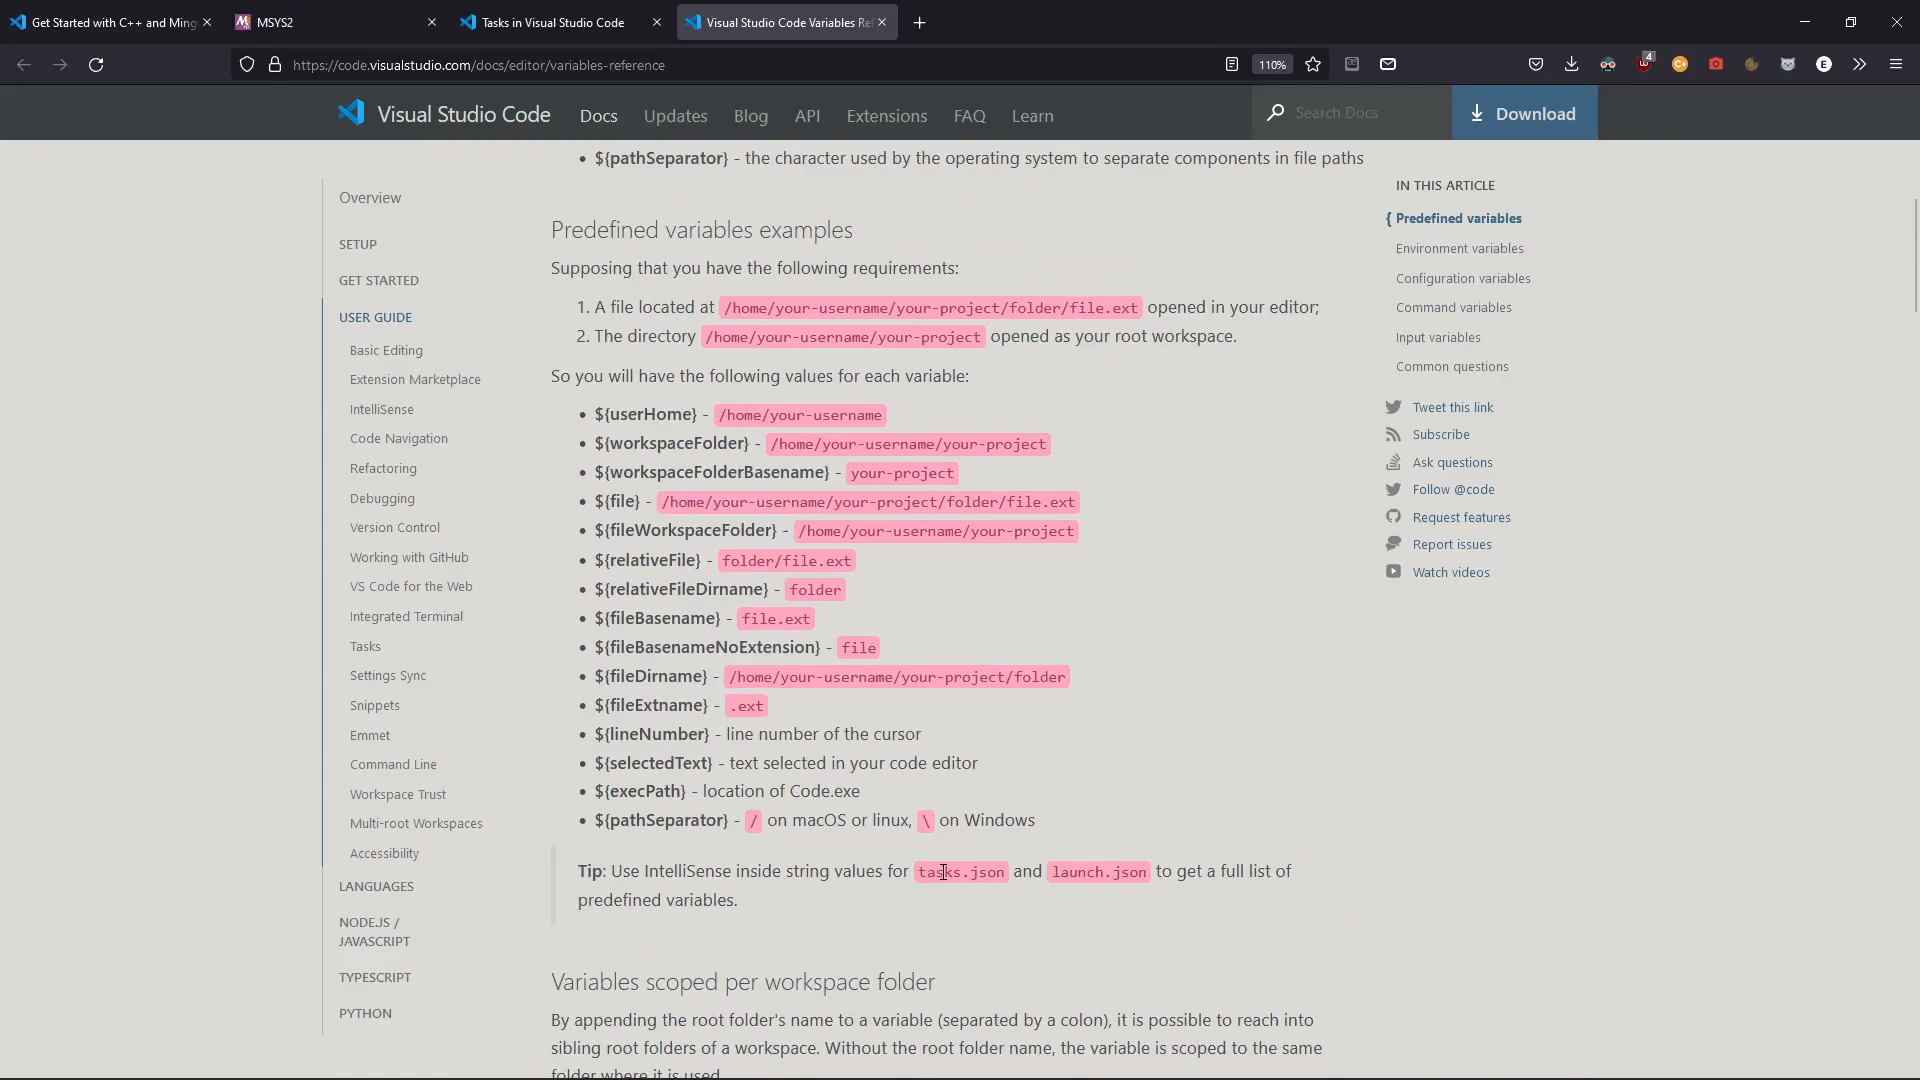 Get Started with C++ and Ming
MSYS2
Tasks in Visual Studio Code
Visual Studio Code Variables Re
https://code.visualstudio.com/docs/editor/variables-reference
110%
4
E
Visual Studio Code
Docs
Updates
Blog
API
Extensions
FAQ
Learn
Search Docs
Download
Overview
SETUP
GET STARTED
USER GUIDE
Basic Editing
Extension Marketplace
IntelliSense
Code Navigation
Refactoring
Debugging
Version Control
Working with GitHub
VS Code for the Web
Integrated Terminal
Tasks
Settings Sync
Snippets
Emmet
Command Line
Workspace Trust
Multi-root Workspaces
Accessibility
LANGUAGES
NODE.JS /
JAVASCRIPT
TYPESCRIPT
PYTHON
• ${pathSeparator} - the character used by the operating system to separate components in file paths
Predefined variables examples
Supposing that you have the following requirements:
1. A file located at /home/your-username/your-project/folder/file.ext opened in your editor;
2. The directory /home/your-username/your-project opened as your root workspace.
So you will have the following values for each variable:
• ${userHome} - /home/your-username
• ${workspaceFolder} - /home/your-username/your-project
• ${workspaceFolderBasename} - your-project
• ${file} - /home/your-username/your-project/folder/file.ext
• ${fileWorkspaceFolder} - /home/your-username/your-project
• ${relativeFile} - folder/file.ext
• ${relativeFileDirname} - folder
• ${fileBasename} - file.ext
• ${fileBasenameNoExtension} - file
• ${fileDirname} - /home/your-username/your-project/folder
• ${fileExtname} - .ext
• ${lineNumber} - line number of the cursor
• ${selectedText} - text selected in your code editor
• ${execPath} - location of Code.exe
• ${pathSeparator} - / on macOS or linux, \ on Windows
Tip: Use IntelliSense inside string values for tasks.json and launch.json to get a full list of
predefined variables.
Variables scoped per workspace folder
By appending the root folder's name to a variable (separated by a colon), it is possible to reach into
sibling root folders of a workspace. Without the root folder name, the variable is scoped to the same
folder where it is used.
IN THIS ARTICLE
Predefined variables
Environment variables
Configuration variables
Command variables
Input variables
Common questions
Tweet this link
Subscribe
Ask questions
Follow @code
Request features
Report issues
Watch videos